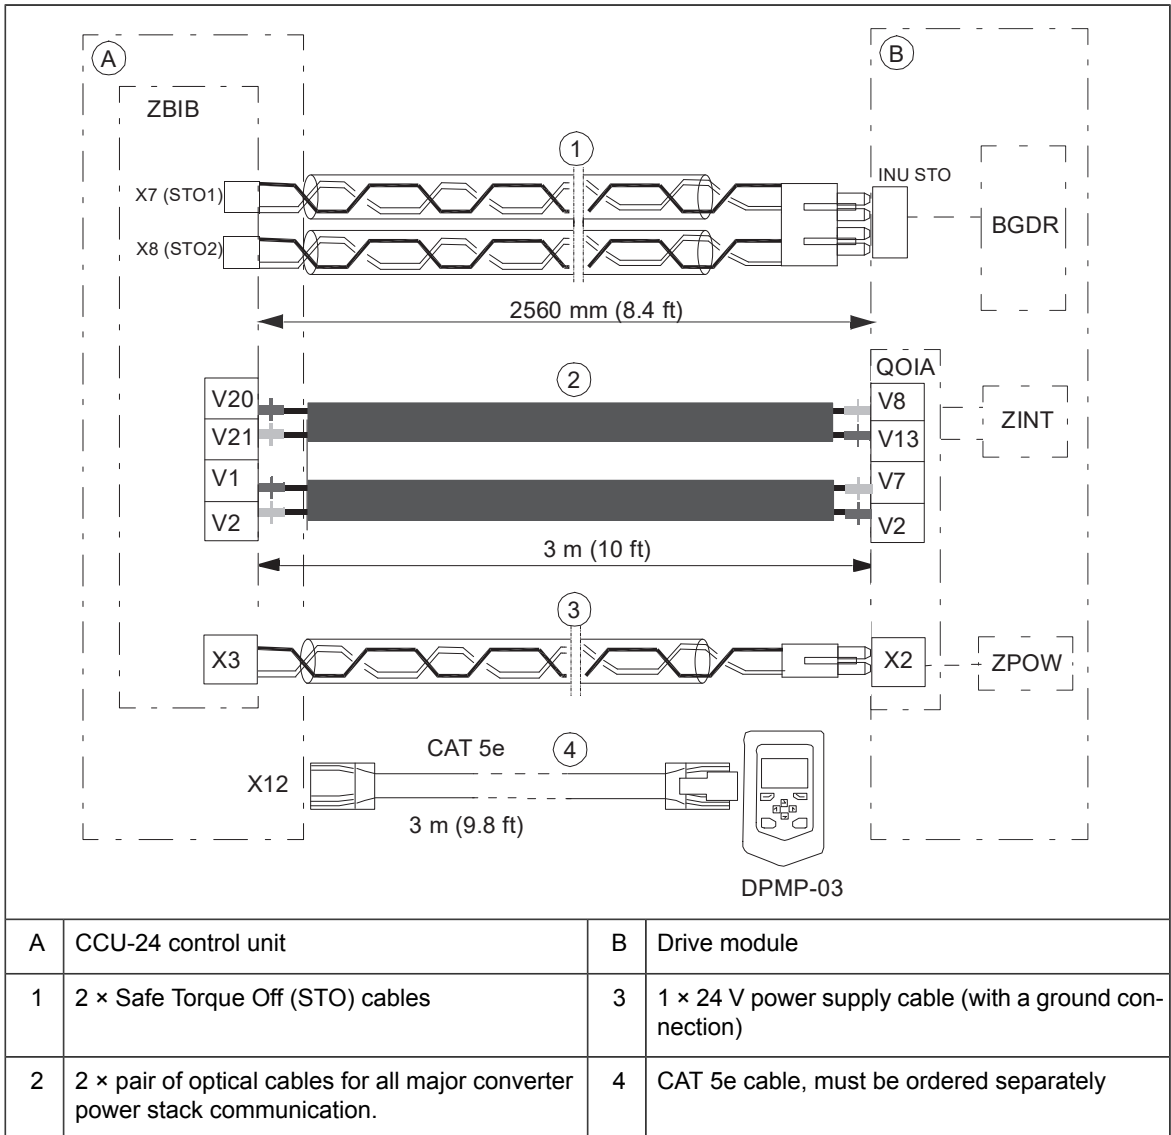 A
B
ZBIB
1
X7 (STO1)
INU STO
BGDR
X8 (STO2)
2560 mm (8.4 ft)
QOIA
2
V20
V8
ZINT
V21
V13
V1
V7
V2
V2
3 m (10 ft)
3
X3
X2
ZPOW
CAT 5e
4
X12
3 m (9.8 ft)
DPMP-03
A CCU-24 control unit B Drive module
1 2 × Safe Torque Off (STO) cables 3 1 × 24 V power supply cable (with a ground con-
nection)
2 2 × pair of optical cables for all major converter
power stack communication.
4 CAT 5e cable, must be ordered separately